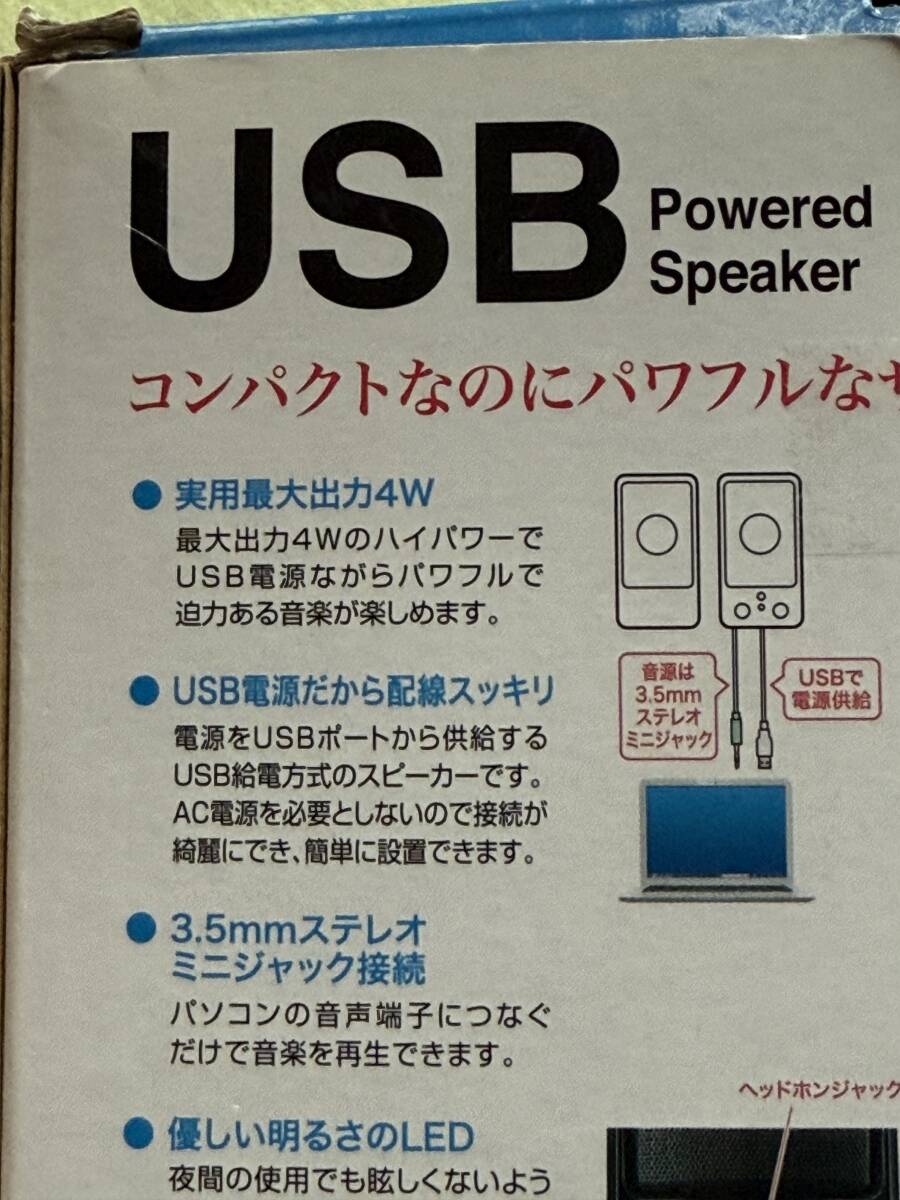 USB
Powered
Speaker
コンパクトなのにパワフルな
● 実用最大出力4W
最大出力4Wのハイパワーで
USB電源ながらパワフルで
迫力ある音楽が楽しめます。
● USB電源だから配線スッキリ
電源をUSBポートから供給する
USB給電方式のスピーカーです。
AC電源を必要としないので接続が
綺麗にでき、簡単に設置できます。
音源は
3.5mm
ステレオ
ミニジャック
USBで
電源供給
● 3.5mmステレオ
ミニジャック接続
パソコンの音声端子につなぐ
だけで音楽を再生できます。
ヘッドホンジャック
● 優しい明るさのLED
夜間の使用でも眩しくないよう